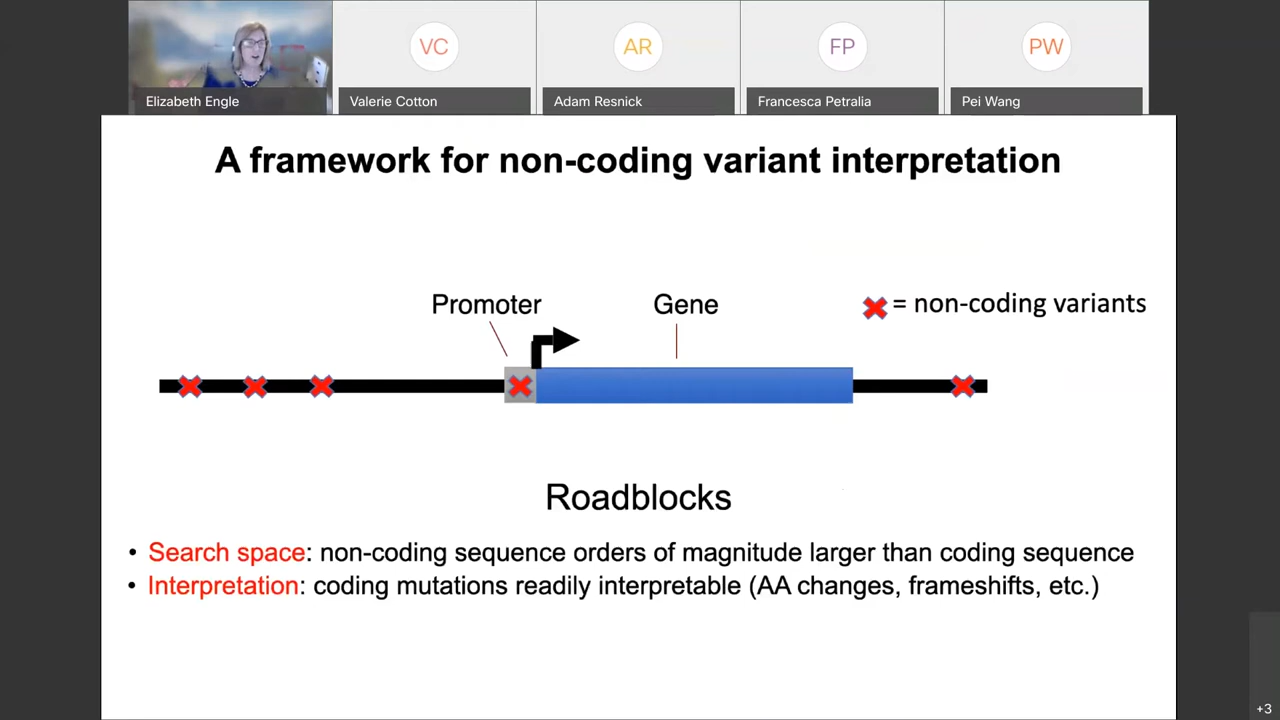 VC
AR
FP
PW
Elizabeth Engle
Valerie Cotton
Adam Resnick
Francesca Petralia
Pei Wang
A framework for non-coding variant interpretation
Promoter
Gene
= non-coding variants
Roadblocks
• Search space: non-coding sequence orders of magnitude larger than coding sequence
• Interpretation: coding mutations readily interpretable (AA changes, frameshifts, etc.)
+3